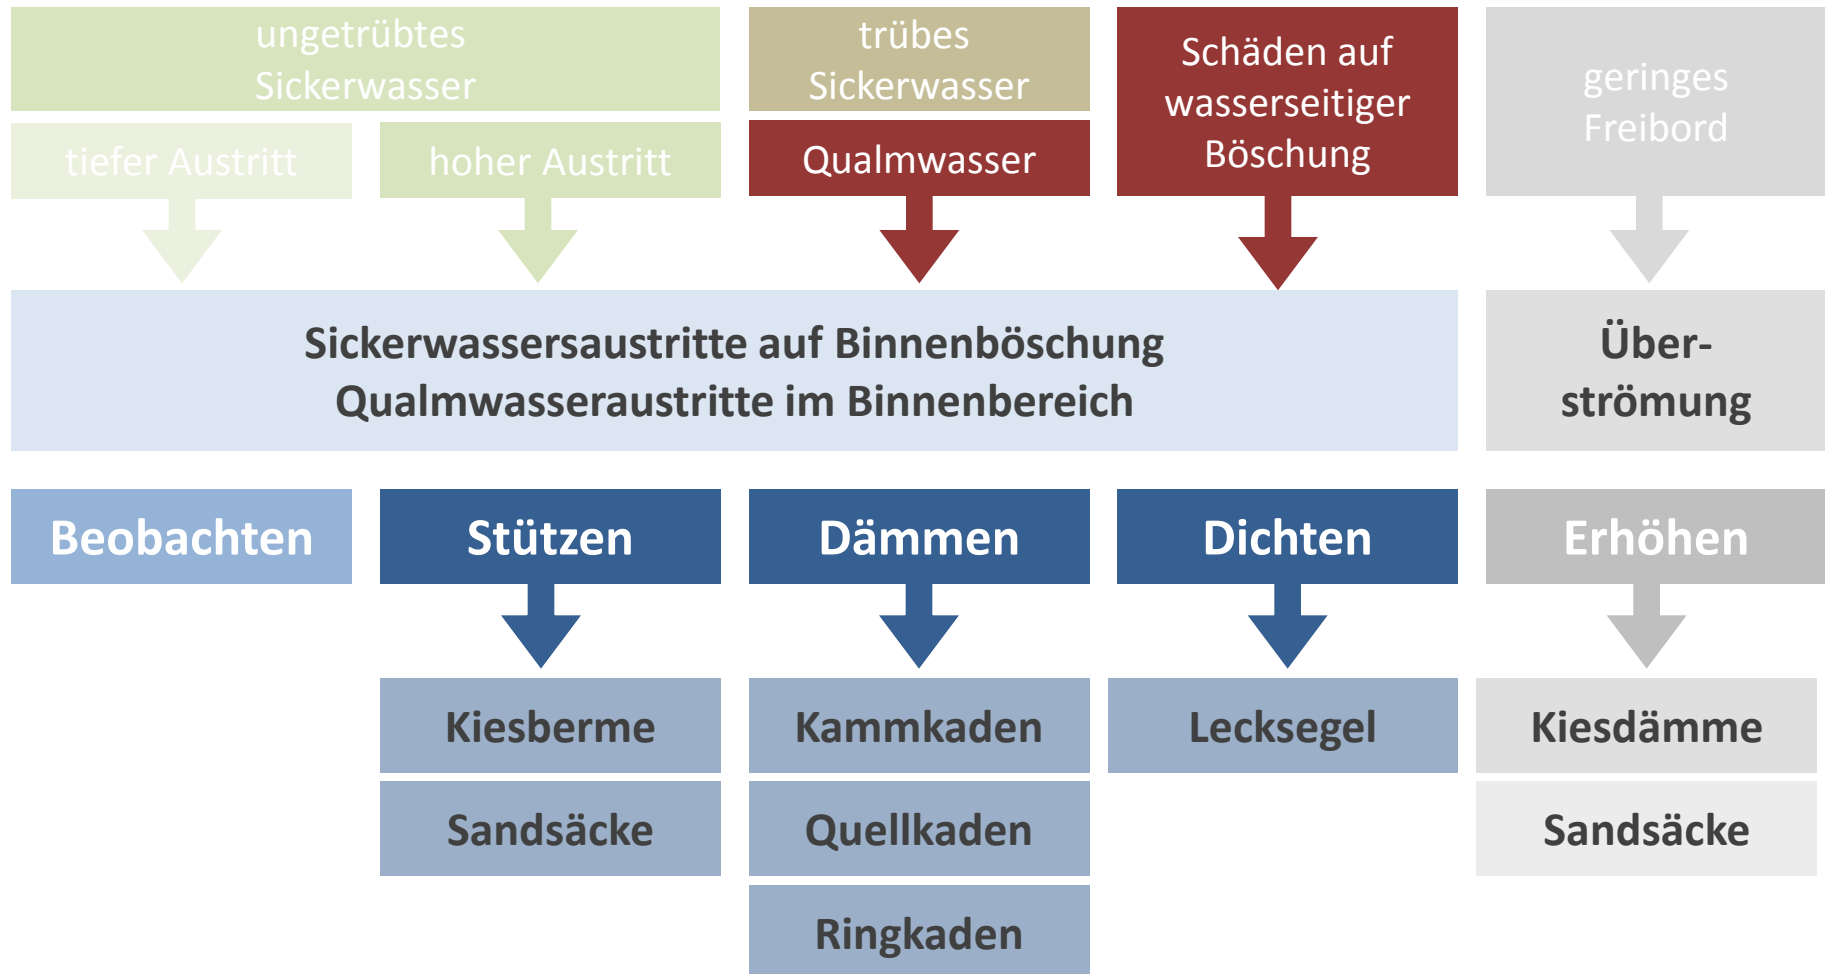 ungetrübtes
Sickerwasser
trübes
Sickerwasser
Schäden auf
wasserseitiger
Böschung
geringes
Freibord
tiefer Austritt
hoher Austritt
Qualmwasser
Sickerwassersaustritte auf Binnenböschung
Qualmwasseraustritte im Binnenbereich
Über-
strömung
Beobachten
Stützen
Dämmen
Dichten
Erhöhen
Kiesberme
Kammkaden
Lecksegel
Kiesdämme
Sandsäcke
Quellkaden
Sandsäcke
Ringkaden